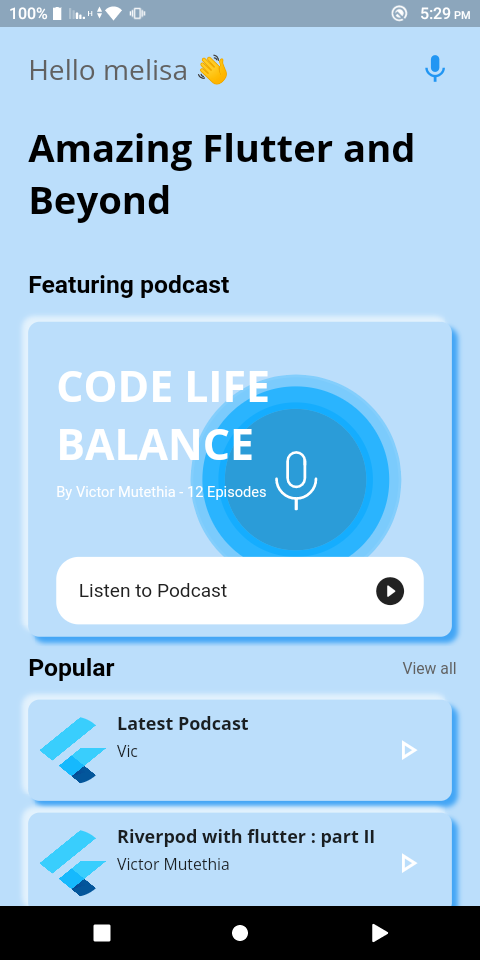 100% H 5:29 PM
Hello melisa 👋
Amazing Flutter and
Beyond
Featuring podcast
CODE LIFE
BALANCE
By Victor Mutethia - 12 Episodes
Listen to Podcast
Popular View all
Latest Podcast
Vic
Riverpod with flutter : part II
Victor Mutethia